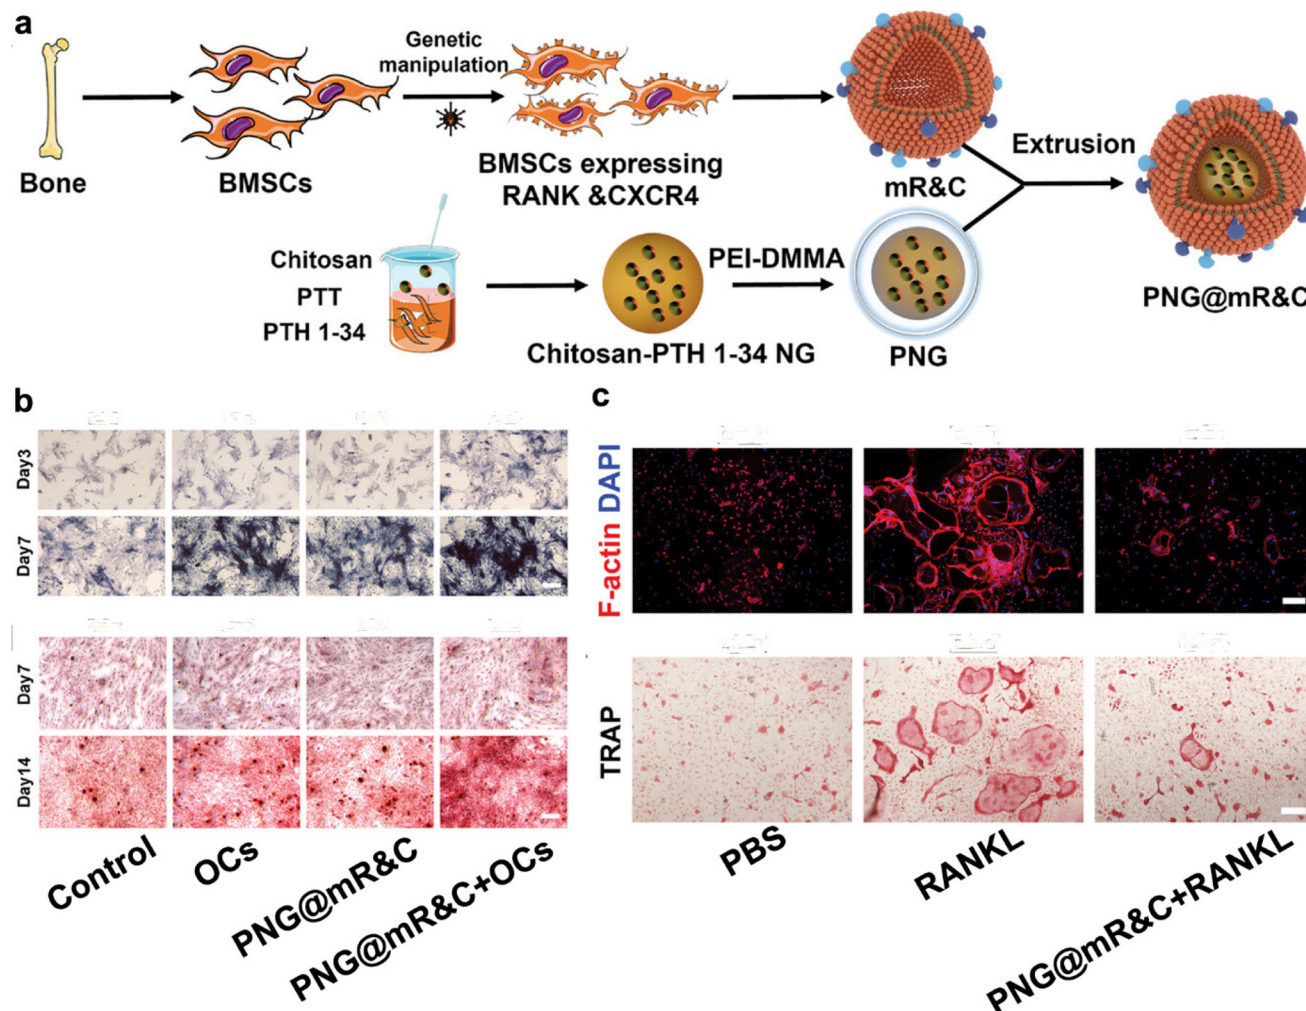 a
Genetic
manipulation
Bone
BMSCs
BMSCs expressing
RANK &CXCR4
mR&C
Extrusion
PNG@mR&C
Chitosan
PTT
PTH 1-34
Chitosan-PTH 1-34 NG
PEI-DMMA
PNG
b
Day3
Day7
Day7
Day14
Control
OCs
PNG@mR&C
PNG@mR&C+OCs
c
F-actin DAPI
TRAP
PBS
RANKL
PNG@mR&C+RANKL